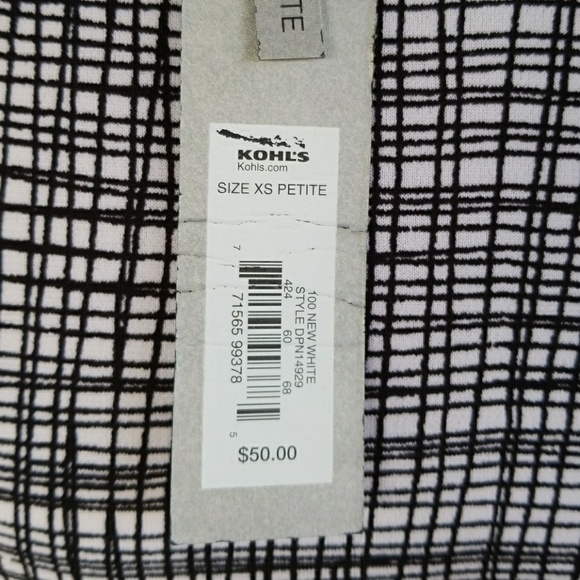 ITE
KOHL'S
Kohls.com
SIZE XS PETITE
100 NEW WHITE
STYLE DPN14929
424 60 68
7 71565 99378 5
$50.00